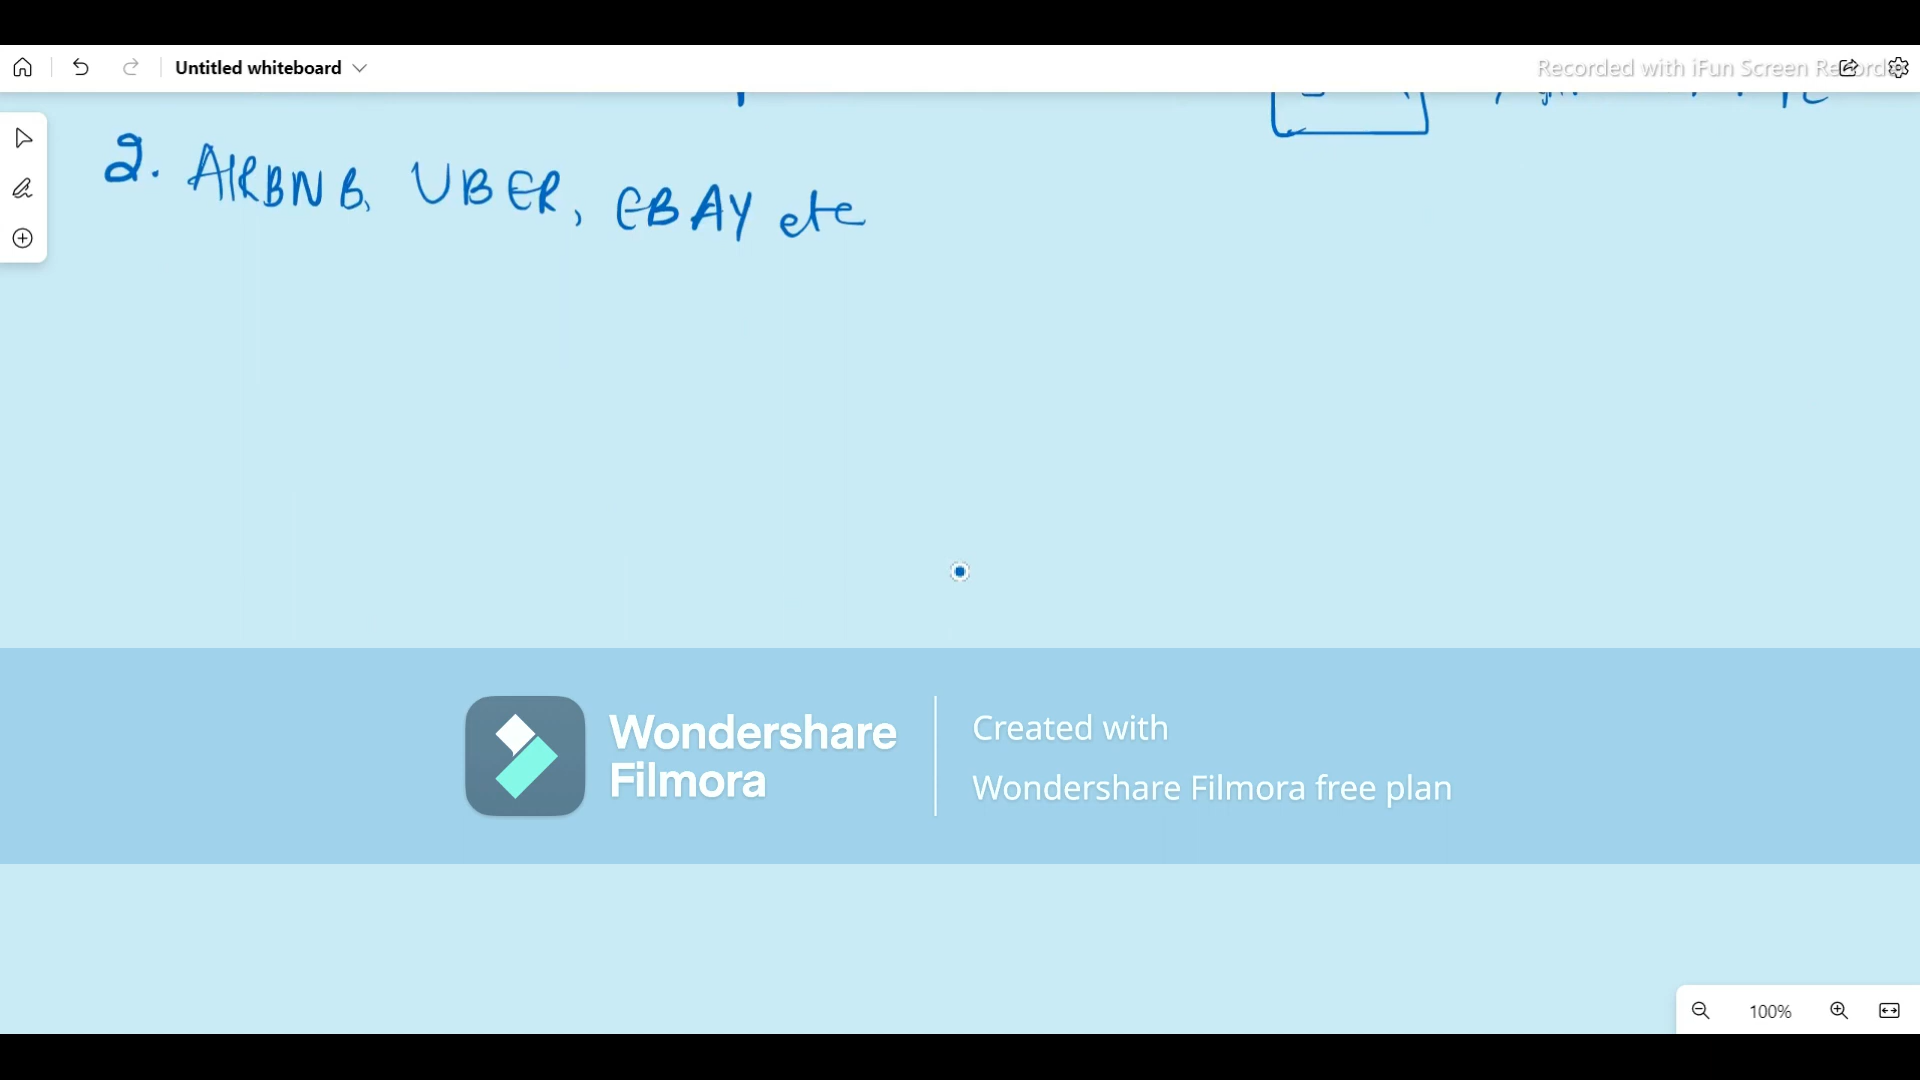 Untitled whiteboard
Recorded with iFun Screen Recorder
2. AIRBNB, UBER, EBAY etc
Wondershare
Filmora
Created with
Wondershare Filmora free plan
100%